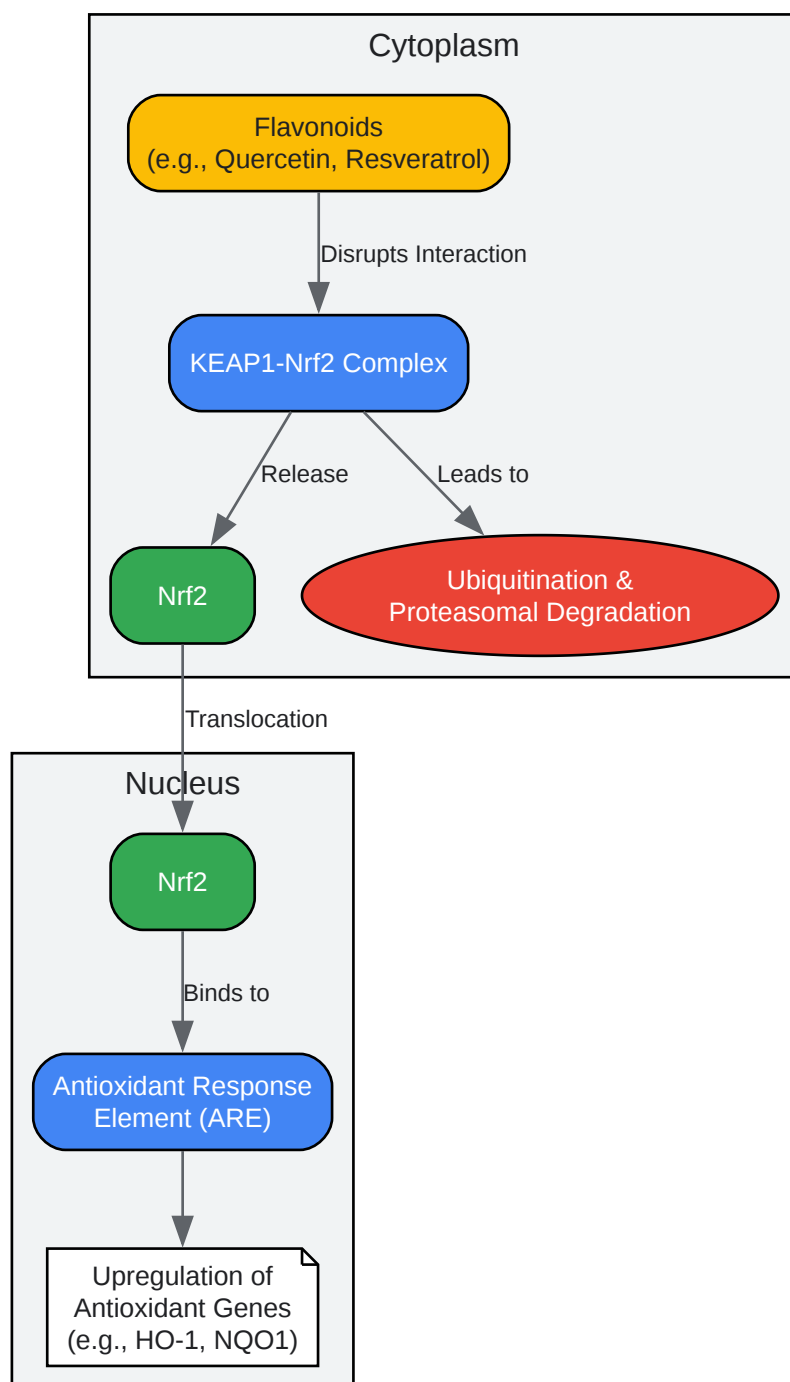 Cytoplasm
Flavonoids
(e.g., Quercetin, Resveratrol)
Disrupts Interaction
KEAP1-Nrf2 Complex
Release
Leads to
Nrf2
Ubiquitination &
Proteasomal Degradation
Translocation
Nucleus
Nrf2
Binds to
Antioxidant Response
Element (ARE)
Upregulation of
Antioxidant Genes
(e.g., HO-1, NQO1)